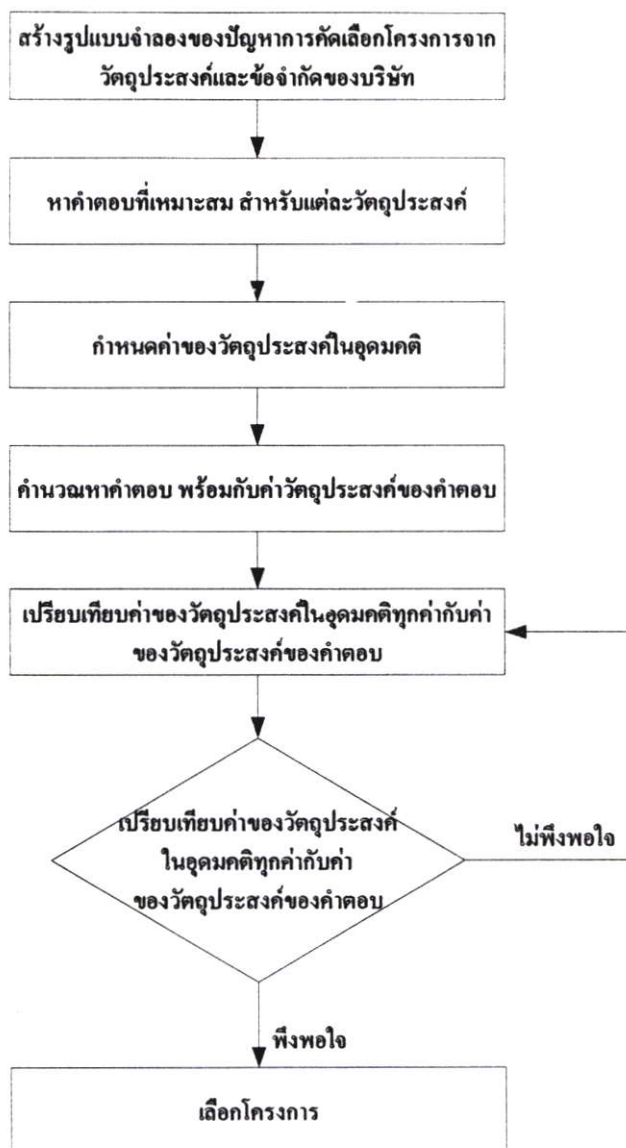 สร้างรูปแบบจำลองของปัญหาการคัดเลือกโครงการจาก
วัตถุประสงค์และข้อจำกัดของบริษัท
หาคำตอบที่เหมาะสม สำหรับแต่ละวัตถุประสงค์
กำหนดค่าของวัตถุประสงค์ในอุดมคติ
คำนวณหาคำตอบ พร้อมกับค่าวัตถุประสงค์ของคำตอบ
เปรียบเทียบค่าของวัตถุประสงค์ในอุดมคติทุกค่ากับค่า
ของวัตถุประสงค์ของคำตอบ
เปรียบเทียบค่าของวัตถุประสงค์
ในอุดมคติทุกค่ากับค่า
ของวัตถุประสงค์ของคำตอบ
ไม่พึงพอใจ
พึงพอใจ
เลือกโครงการ